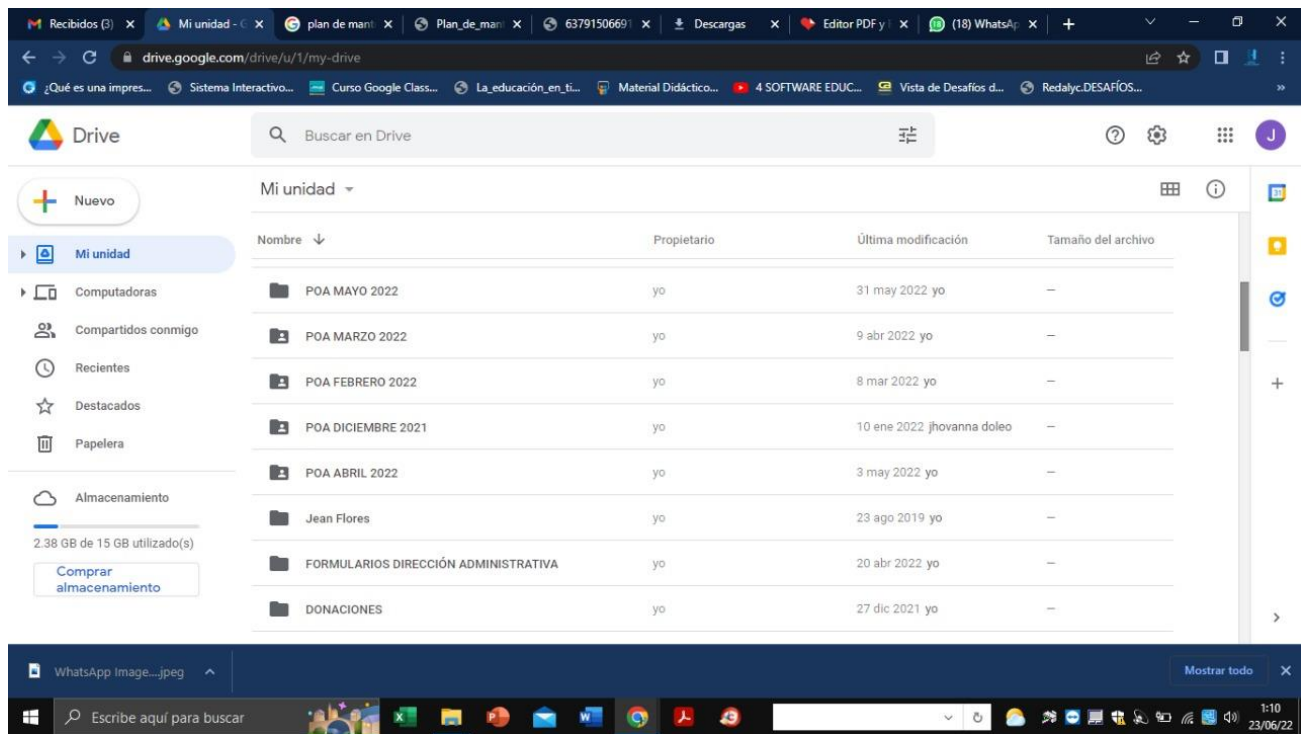 Recibidos (3)
Mi unidad - G
plan de mant
Plan_de_mant
63791506691
Descargas
Editor PDF y
(18) WhatsAp
drive.google.com/drive/u/1/my-drive
¿Qué es una impres...
Sistema Interactivo...
Curso Google Class...
La_educación_en_ti...
Material Didáctico...
4 SOFTWARE EDUC...
Vista de Desafíos d...
Redalyc.DESAFÍOS...
Drive
Buscar en Drive
J
Nuevo
Mi unidad
Computadoras
Compartidos conmigo
Recientes
Destacados
Papelera
Almacenamiento
2.38 GB de 15 GB utilizado(s)
Comprar
almacenamiento
Mi unidad
Nombre Propietario Última modificación Tamaño del archivo
POA MAYO 2022 yo 31 may 2022 yo —
POA MARZO 2022 yo 9 abr 2022 yo —
POA FEBRERO 2022 yo 8 mar 2022 yo —
POA DICIEMBRE 2021 yo 10 ene 2022 jhovanna doleo —
POA ABRIL 2022 yo 3 may 2022 yo —
Jean Flores yo 23 ago 2019 yo —
FORMULARIOS DIRECCIÓN ADMINISTRATIVA yo 20 abr 2022 yo —
DONACIONES yo 27 dic 2021 yo —
31
WhatsApp Image....jpeg
Mostrar todo
Escribe aquí para buscar
1:10
23/06/22